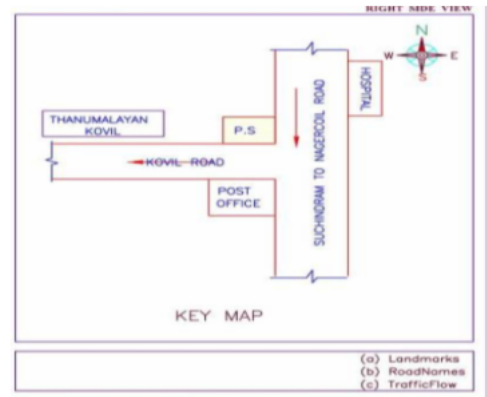 RIGHT SIDE VIEW
N
W
E
S
HOSPITAL
THANUMALAYAN
KOVIL
P.S
SUCHINDRAM TO NAGERCOIL ROAD
KOVIL ROAD
POST
OFFICE
KEY MAP
(a) Landmarks
(b) RoadNames
(c) TrafficFlow